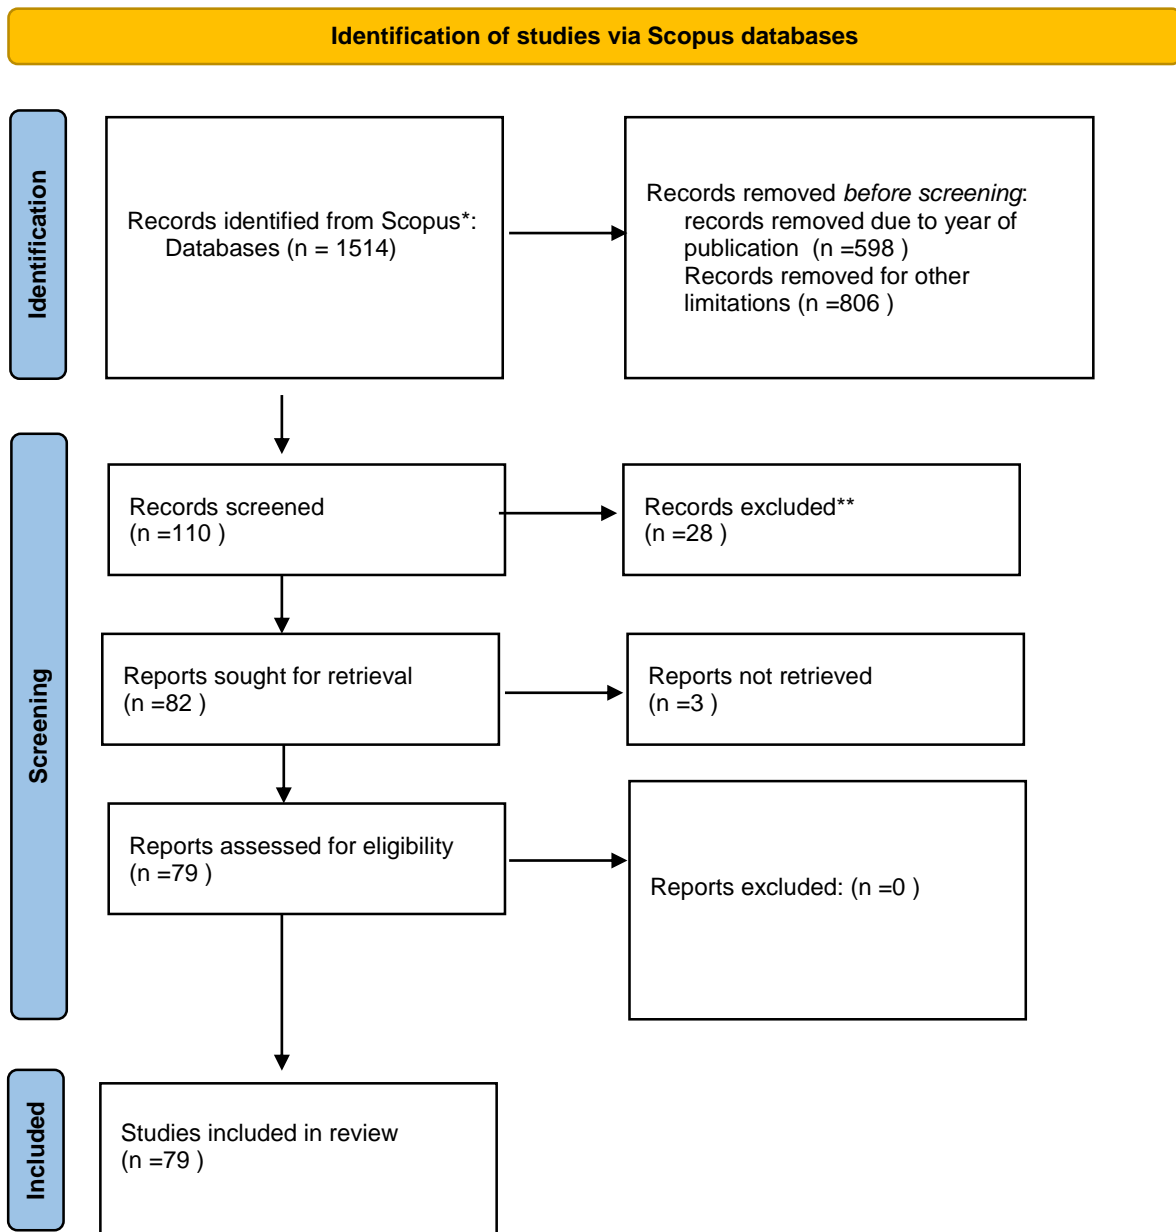 Identification of studies via Scopus databases
Identification
Records identified from Scopus*:
Databases (n = 1514)
Records removed before screening:
records removed due to year of
publication  (n =598 )
Records removed for other
limitations (n =806 )
Screening
Records screened
(n =110 )
Records excluded**
(n =28 )
Reports sought for retrieval
(n =82 )
Reports not retrieved
(n =3 )
Reports assessed for eligibility
(n =79 )
Reports excluded: (n =0 )
Included
Studies included in review
(n =79 )